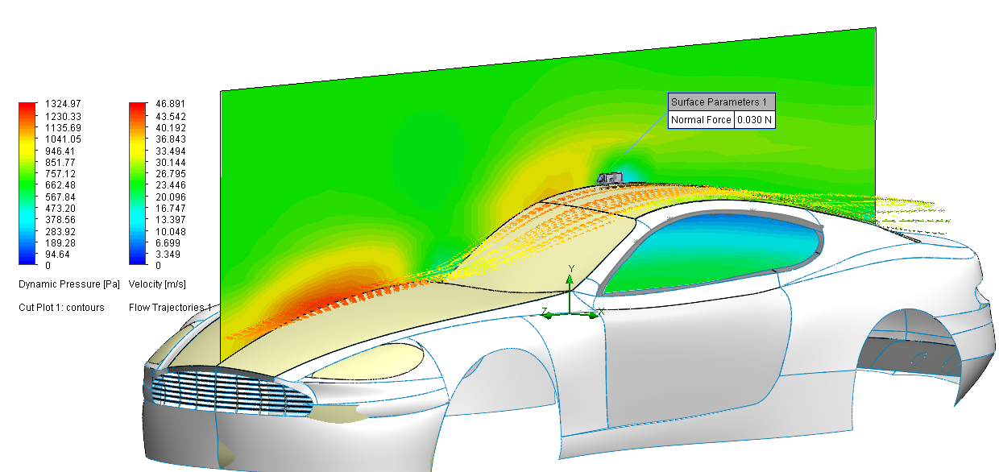 Surface Parameters 1
Normal Force 0.030 N
1324.97 46.891
1230.33 43.542
1135.69 40.192
1041.05 36.843
946.41 33.494
851.77 30.144
757.12 26.795
662.48 23.446
567.84 20.096
473.20 16.747
378.56 13.397
283.92 10.048
189.28 6.699
94.64 3.349
0 0
Dynamic Pressure [Pa] Velocity [m/s]
Cut Plot 1: contours Flow Trajectories 1
Y
Z X